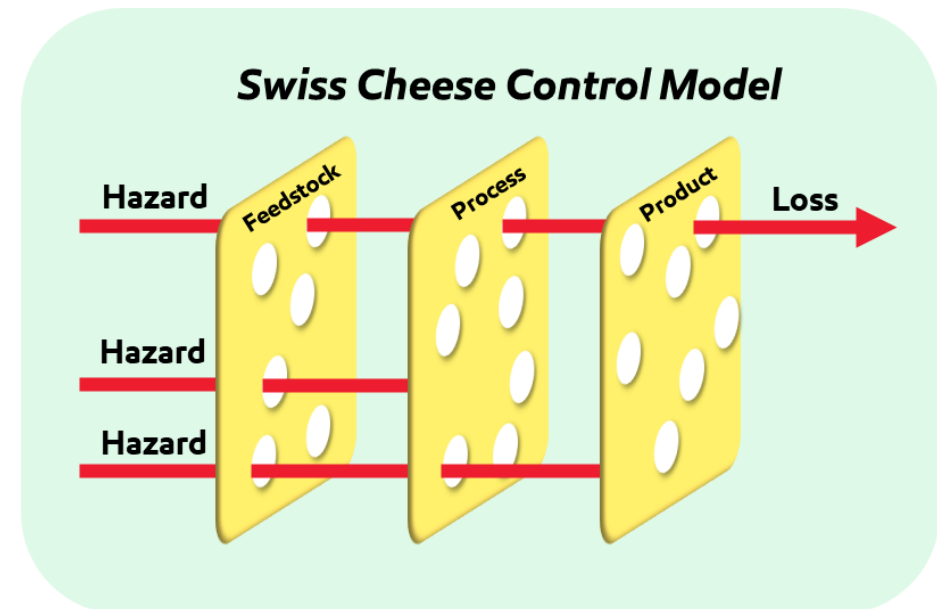 Swiss Cheese Control Model
Hazard
Feedstock
Process
Product
Loss
Hazard
Hazard